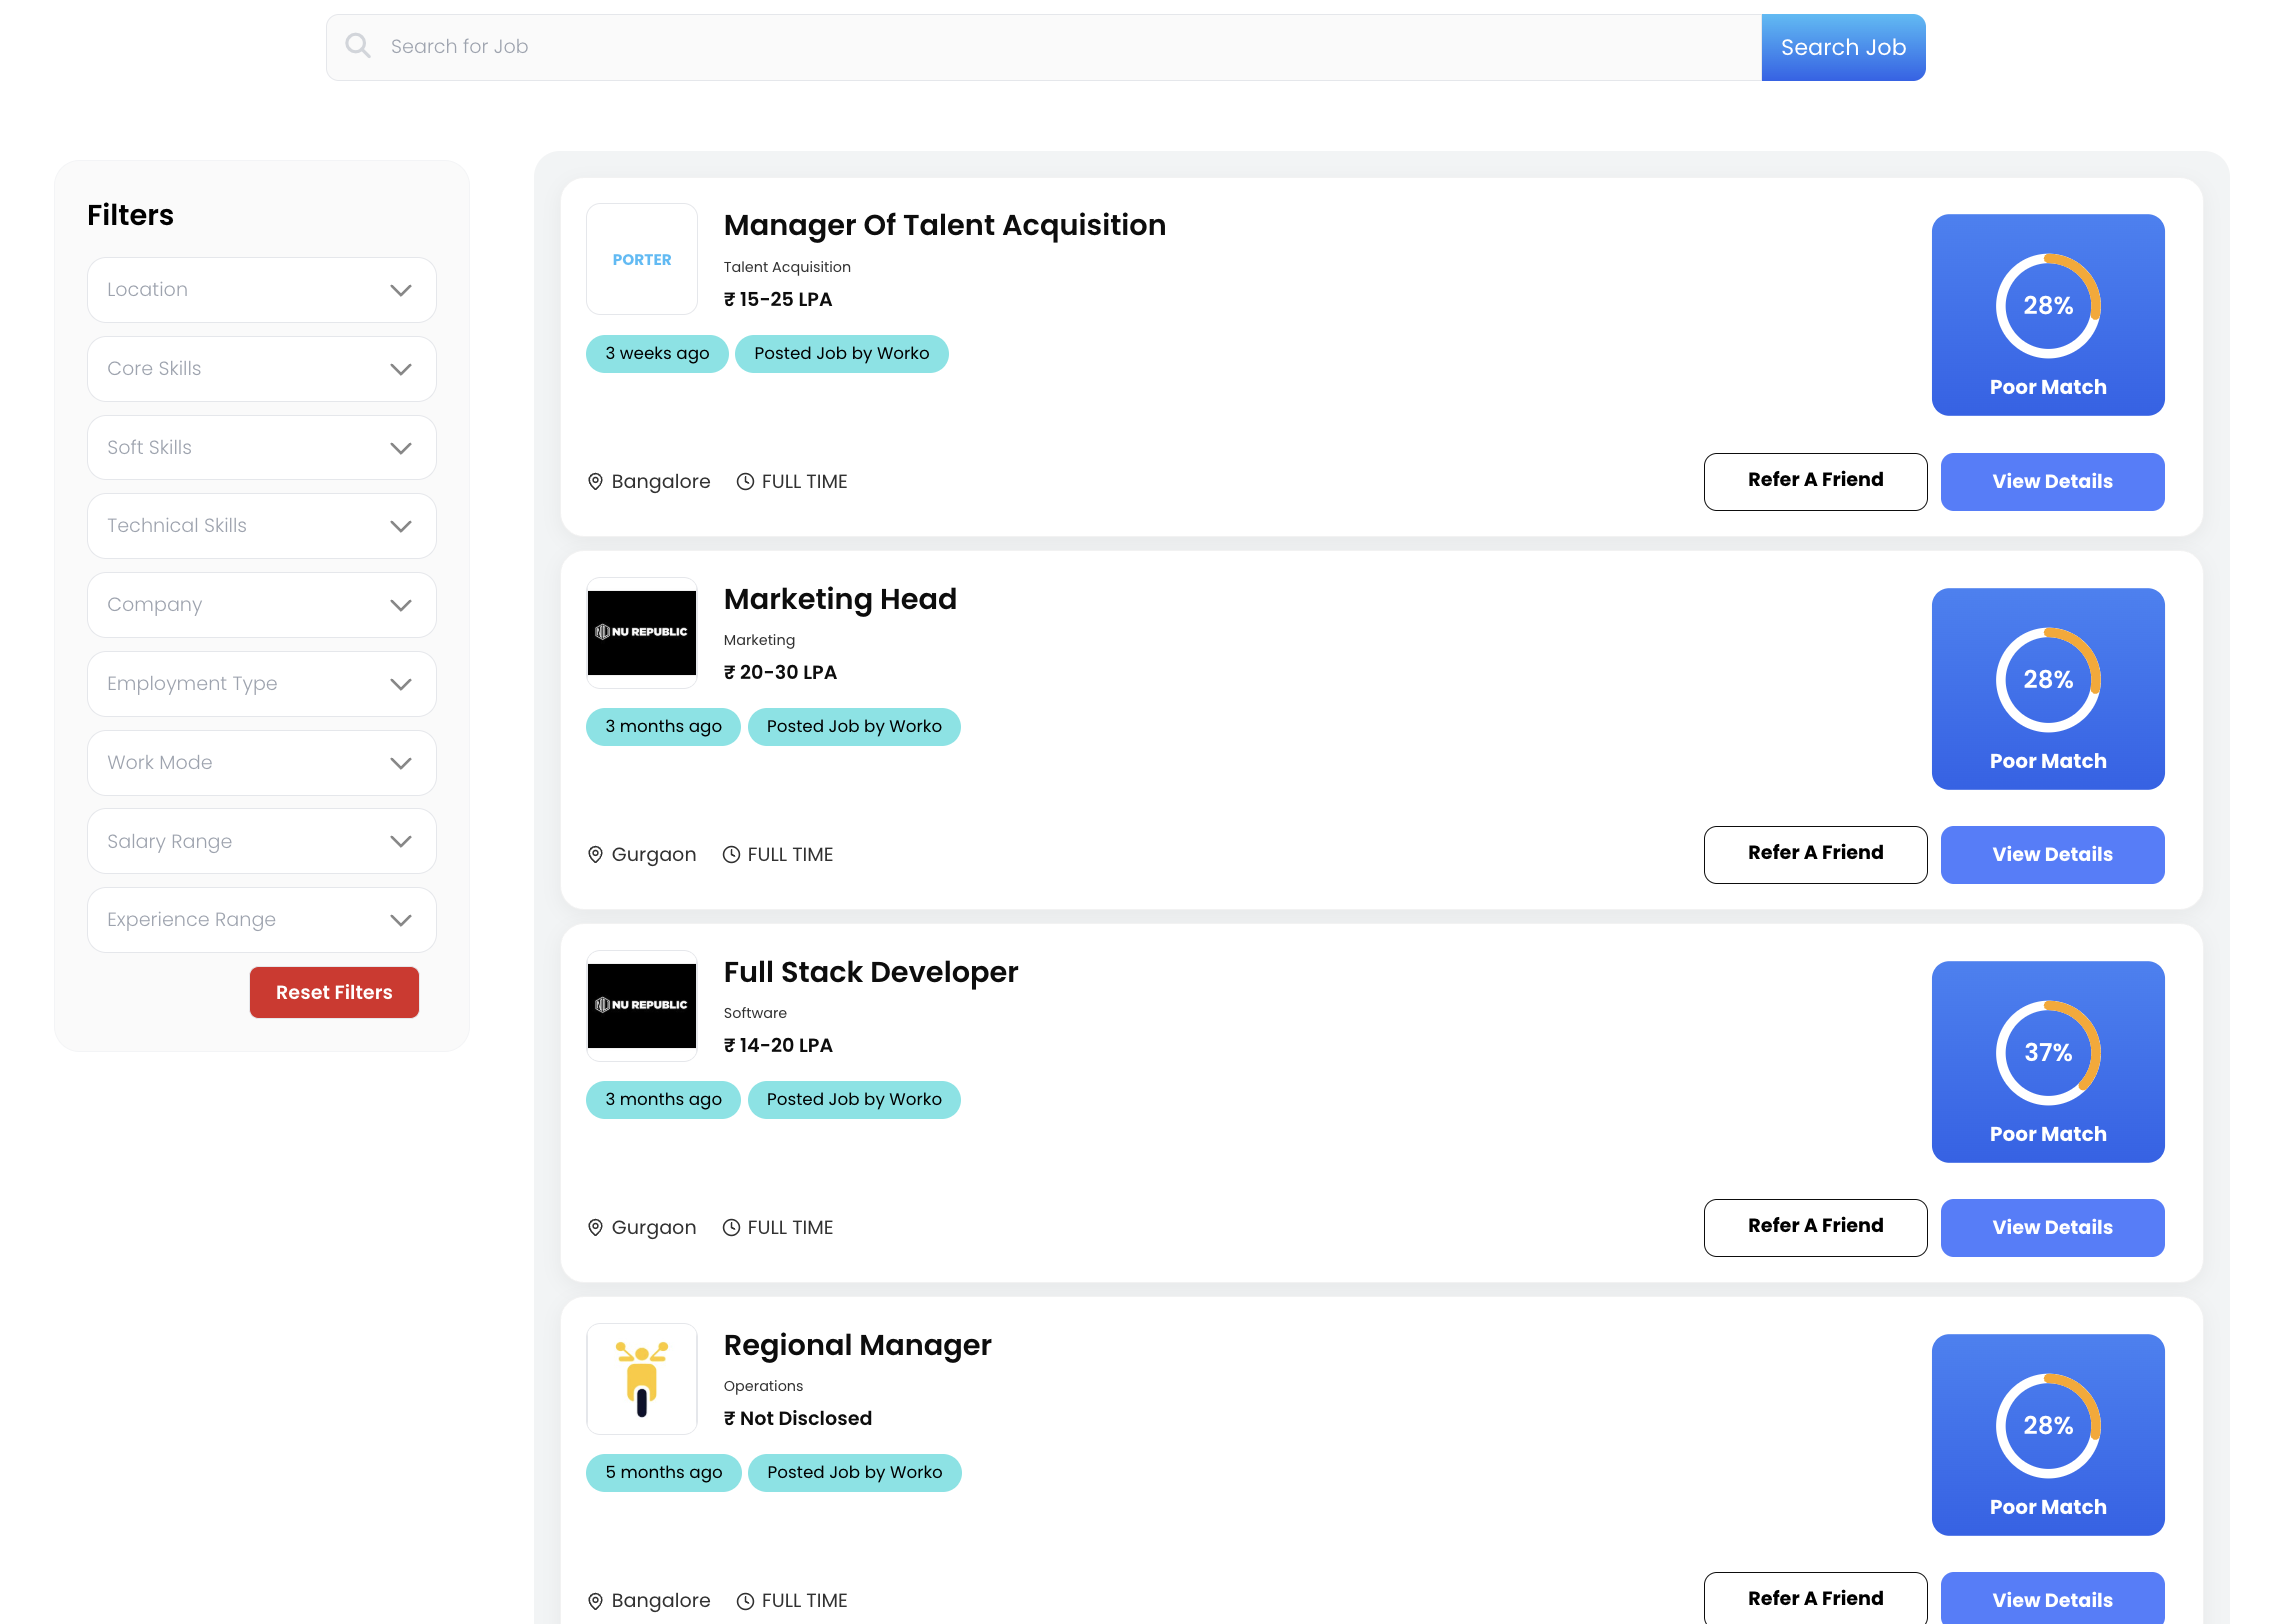 Search for Job
Search Job
Filters
Location
Core Skills
Soft Skills
Technical Skills
Company
Employment Type
Work Mode
Salary Range
Experience Range
Reset Filters
PORTER
Manager Of Talent Acquisition
Talent Acquisition
₹ 15-25 LPA
3 weeks ago
Posted Job by Worko
28%
Poor Match
Bangalore
FULL TIME
Refer A Friend
View Details
NU REPUBLIC
Marketing Head
Marketing
₹ 20-30 LPA
3 months ago
Posted Job by Worko
28%
Poor Match
Gurgaon
FULL TIME
Refer A Friend
View Details
NU REPUBLIC
Full Stack Developer
Software
₹ 14-20 LPA
3 months ago
Posted Job by Worko
37%
Poor Match
Gurgaon
FULL TIME
Refer A Friend
View Details
Regional Manager
Operations
₹ Not Disclosed
5 months ago
Posted Job by Worko
28%
Poor Match
Bangalore
FULL TIME
Refer A Friend
View Details